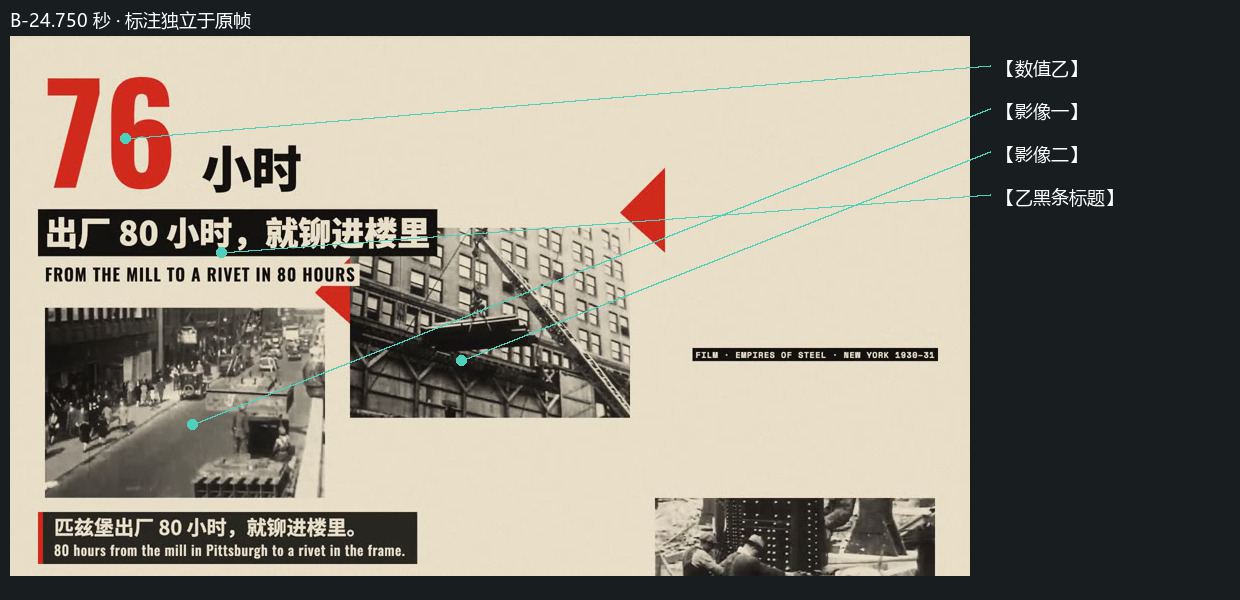 B-24.750 秒 · 标注独立于原帧
76 小时
出厂 80 小时，就铆进楼里
FROM THE MILL TO A RIVET IN 80 HOURS
FILM · EMPIRES OF STEEL · NEW YORK 1930–31
匹兹堡出厂 80 小时，就铆进楼里。
80 hours from the mill in Pittsburgh to a rivet in the frame.
【数值乙】
【影像一】
【影像二】
【乙黑条标题】